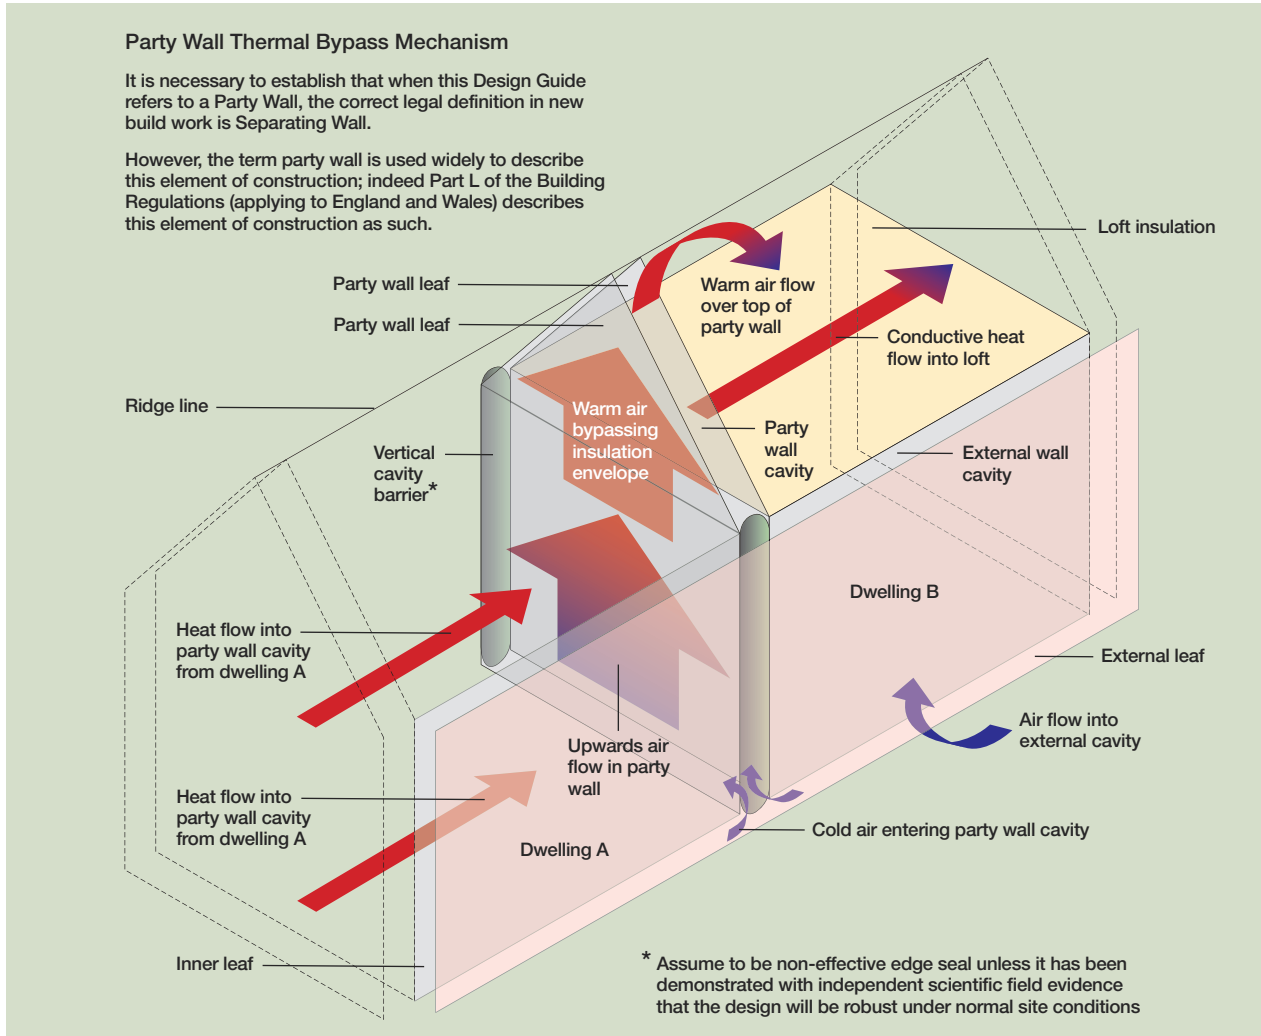 Party Wall Thermal Bypass Mechanism
It is necessary to establish that when this Design Guide
refers to a Party Wall, the correct legal definition in new
build work is Separating Wall.
However, the term party wall is used widely to describe
this element of construction; indeed Part L of the Building
Regulations (applying to England and Wales) describes
this element of construction as such.
Loft insulation
Party wall leaf
Warm air flow
over top of
party wall
Party wall leaf
Conductive heat
flow into loft
Ridge line
Warm air
bypassing
insulation
envelope
Party
wall
cavity
Vertical
cavity
barrier*
External wall
cavity
Dwelling B
Heat flow into
party wall cavity
from dwelling A
External leaf
Air flow into
external cavity
Upwards air
flow in party
wall
Heat flow into
party wall cavity
from dwelling A
Cold air entering party wall cavity
Dwelling A
Inner leaf
* Assume to be non-effective edge seal unless it has been
demonstrated with independent scientific field evidence
that the design will be robust under normal site conditions